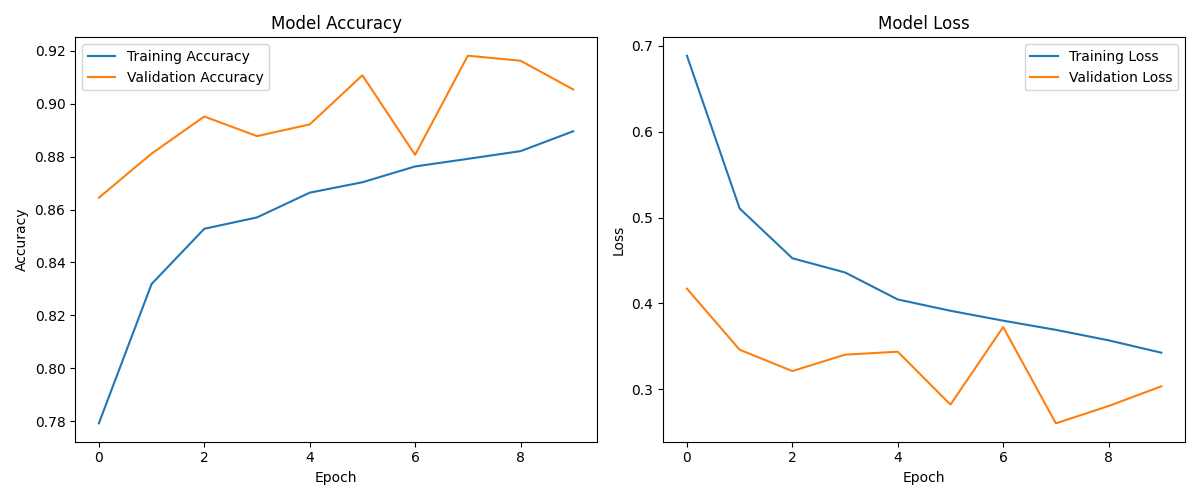 Model Accuracy
Training Accuracy
Validation Accuracy
0.92
0.90
0.88
0.86
0.84
0.82
0.80
0.78
Accuracy
0 2 4 6 8
Epoch
Model Loss
Training Loss
Validation Loss
0.7
0.6
0.5
0.4
0.3
Loss
0 2 4 6 8
Epoch